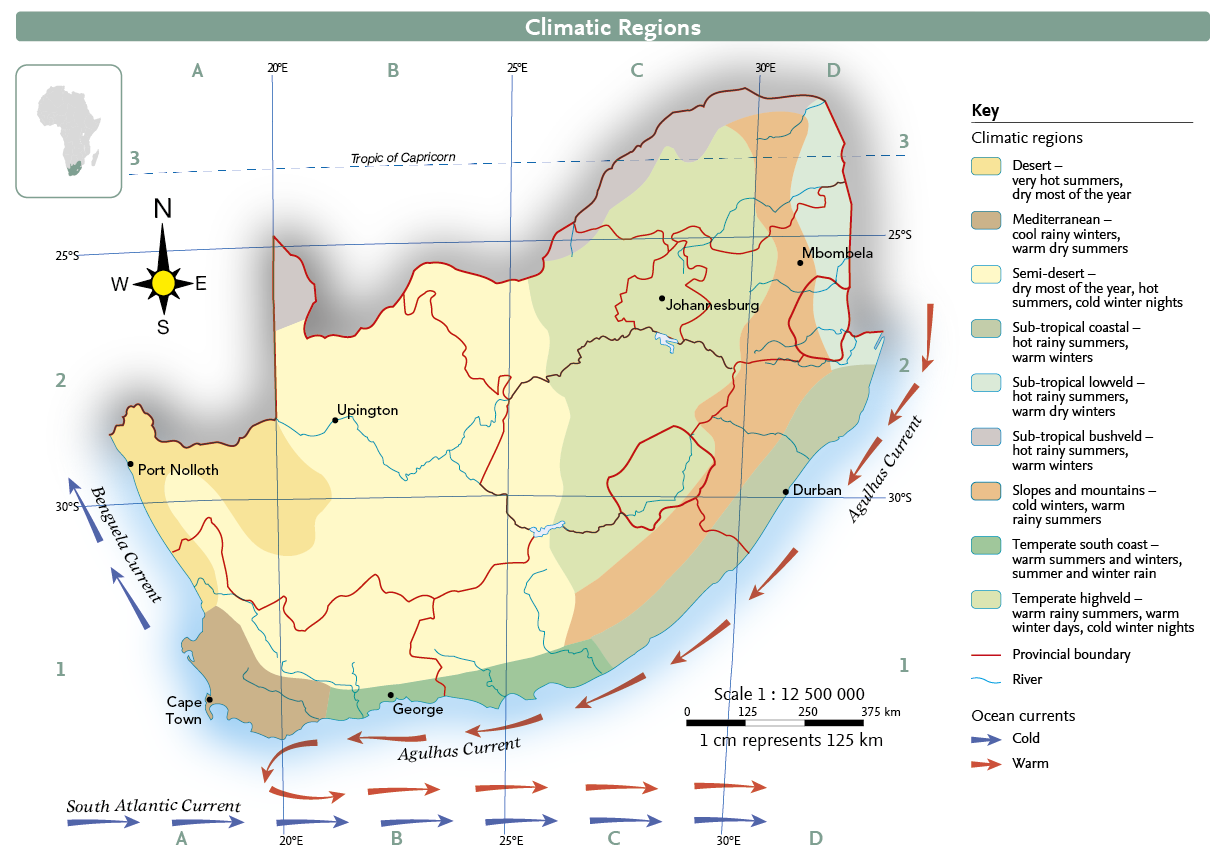 Climatic Regions
A
20°E
B
25°E
C
30°E
D
3
Tropic of Capricorn
3
N
W
E
S
25°S
25°S
Mbombela
Johannesburg
2
2
Upington
Port Nolloth
Agulhas Current
Durban
30°S
30°S
Benguela Current
1
1
Cape
Town
George
Agulhas Current
Scale 1 : 12 500 000
0
125
250
375 km
1 cm represents 125 km
South Atlantic Current
A
20°E
B
25°E
C
30°E
D
Key
Climatic regions
Desert –
very hot summers,
dry most of the year
Mediterranean –
cool rainy winters,
warm dry summers
Semi-desert –
dry most of the year, hot
summers, cold winter nights
Sub-tropical coastal –
hot rainy summers,
warm winters
Sub-tropical lowveld –
hot rainy summers,
warm dry winters
Sub-tropical bushveld –
hot rainy summers,
warm winters
Slopes and mountains –
cold winters, warm
rainy summers
Temperate south coast –
warm summers and winters,
summer and winter rain
Temperate highveld –
warm rainy summers, warm
winter days, cold winter nights
Provincial boundary
River
Ocean currents
Cold
Warm